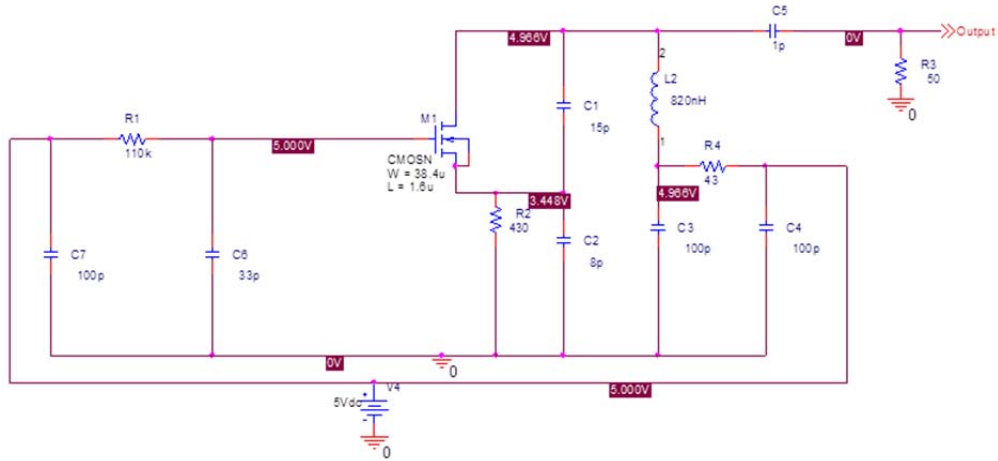 C5
1p
4.966V
0V
Output
R3
50
0
2
L2
820nH
1
C1
15p
M1
CMOSN
W = 38.4u
L = 1.6u
R1
110k
5.000V
R4
43
4.966V
3.448V
R2
430
C2
8p
C3
100p
C4
100p
C7
100p
C6
33p
0V
0
5.000V
V4
5Vdc
0